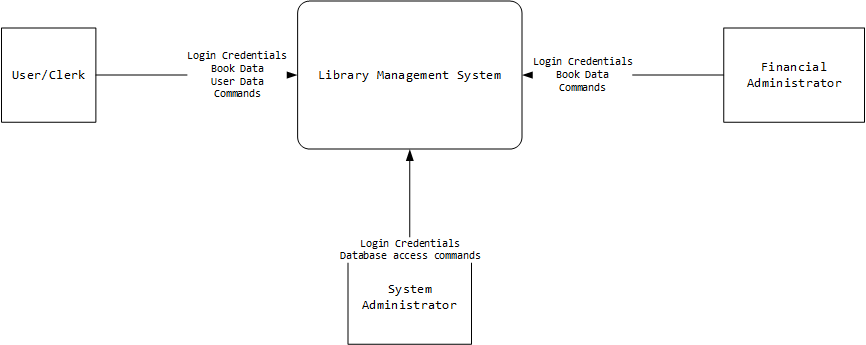 User/Clerk
Login Credentials
Book Data
User Data
Commands
Library Management System
Login Credentials
Book Data
Commands
Financial
Administrator
Login Credentials
Database access commands
System
Administrator